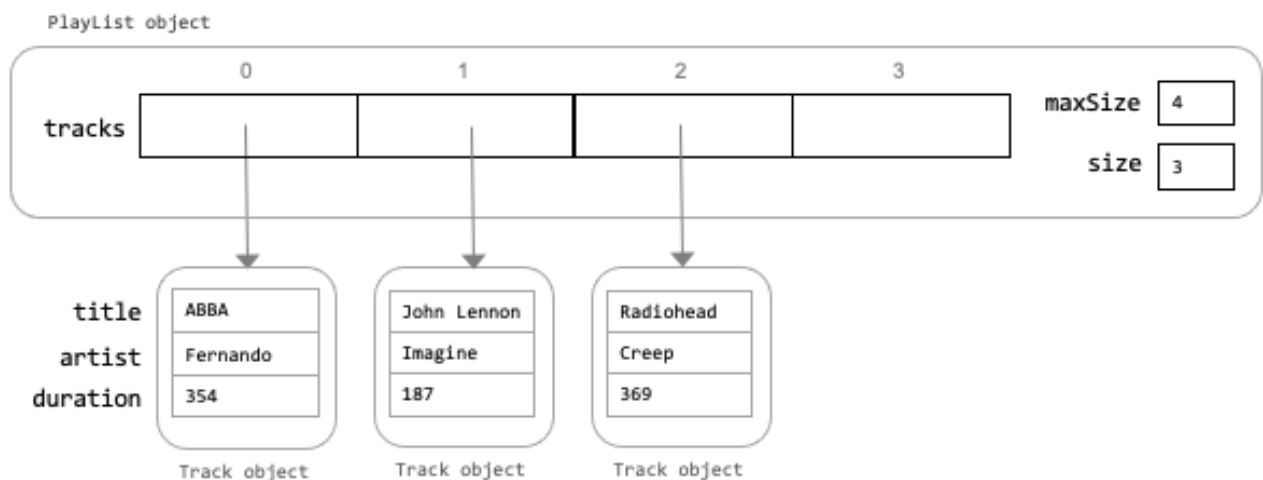 PlayList object
0 1 2 3
tracks
maxSize 4
size 3
title ABBA John Lennon Radiohead
artist Fernando Imagine Creep
duration 354 187 369
Track object Track object Track object